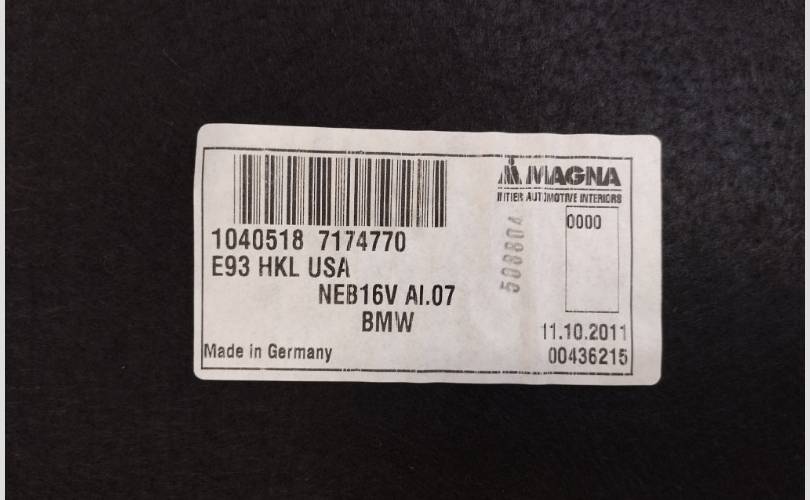 MAGNA
INTIER AUTOMOTIVE INTERIORS
1040518 7174770
0000
E93 HKL USA
508804
NEB16V AI.07
BMW
11.10.2011
Made in Germany
00436215